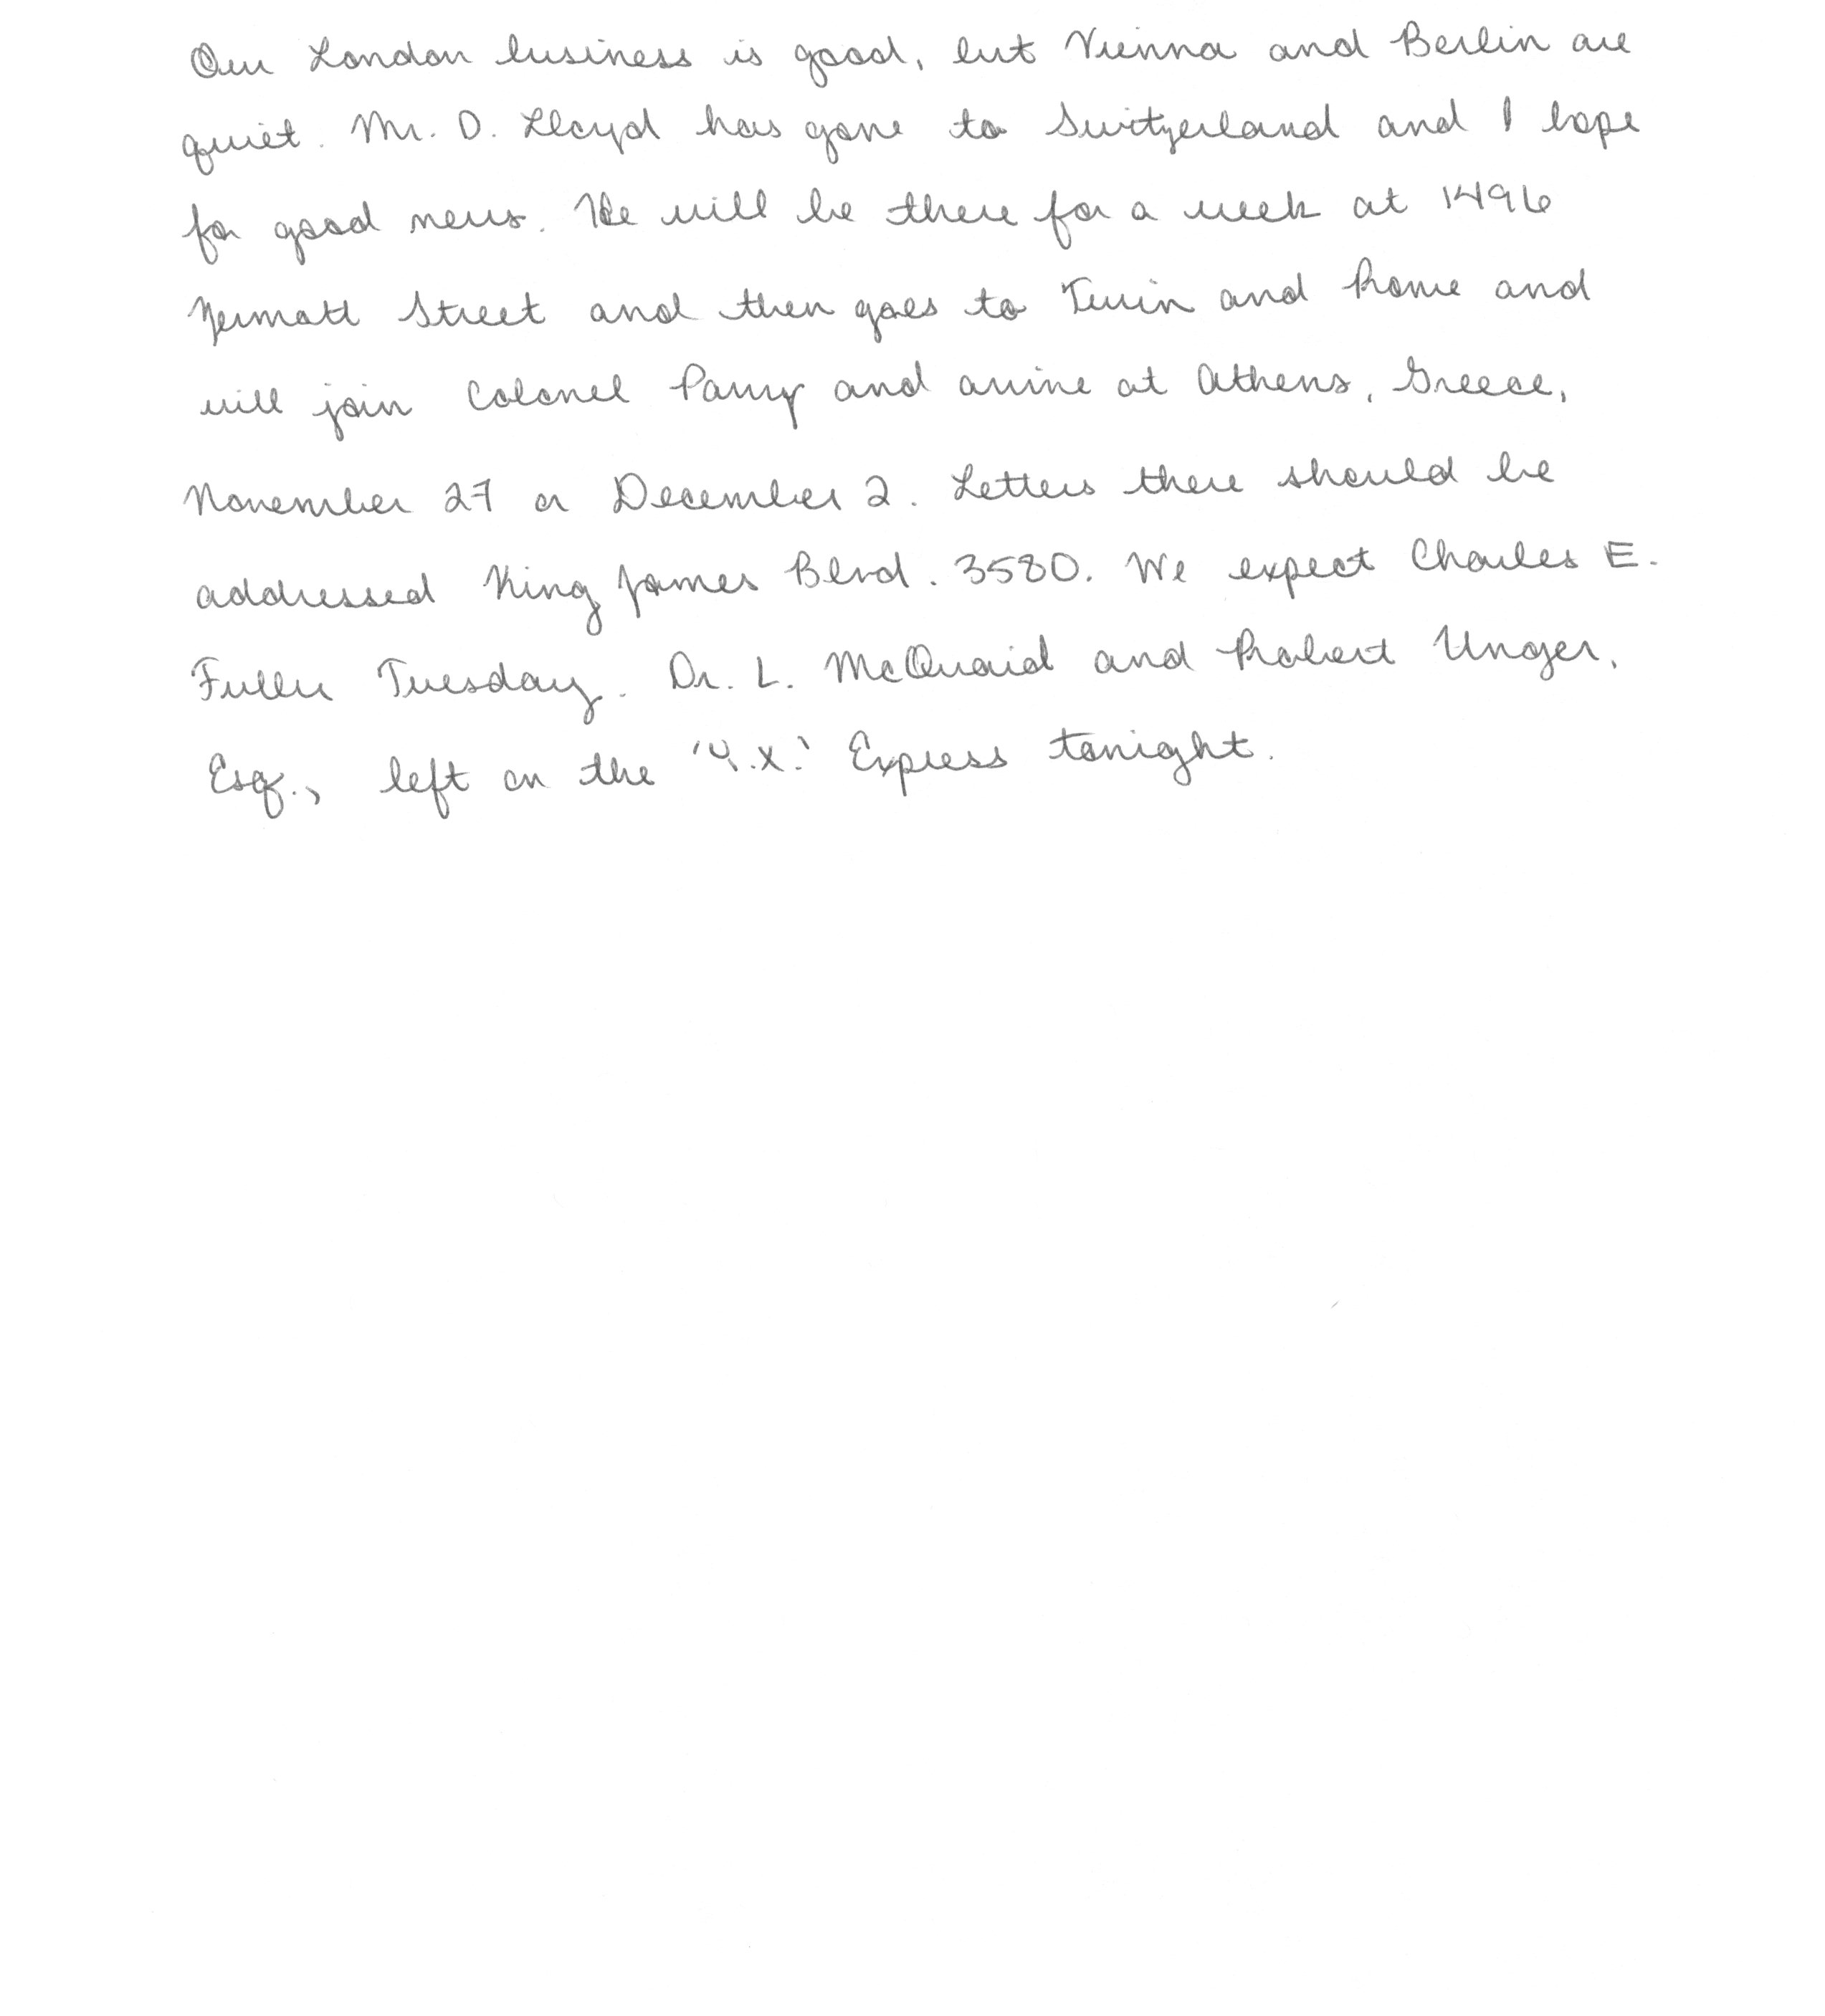 Our London business is good, but Vienna and Berlin are
quiet. Mr. D. Lloyd has gone to Switzerland and I hope
for good news. He will be there for a week at 1496
Zermatt Street and then goes to Turin and Rome and
will join Colonel Parry and arrive at Athens, Greece,
November 27 or December 2. Letters there should be
addressed King James Blvd. 3580. We expect Charles E.
Fuller Tuesday. Dr. L. McQuaid and Robert Unger,
Esq., left on the 'Y.X.' Express tonight.